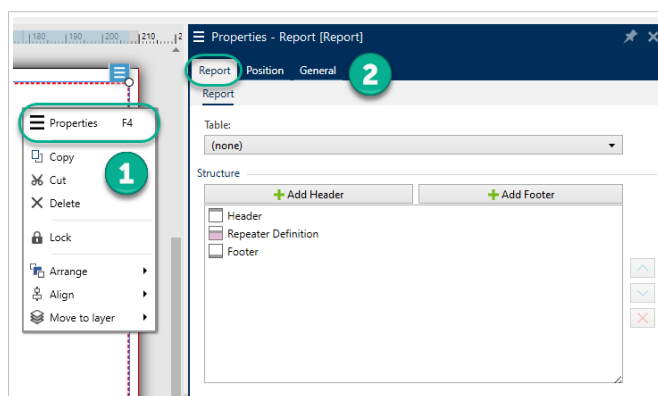 180 190 200 210 2
Properties - Report [Report]
Report Position General
2
Report
Properties F4
Table:
(none)
Copy
1
Cut
Structure
Delete
Add Header Add Footer
Header
Lock
Repeater Definition
Footer
Arrange
Align
Move to layer